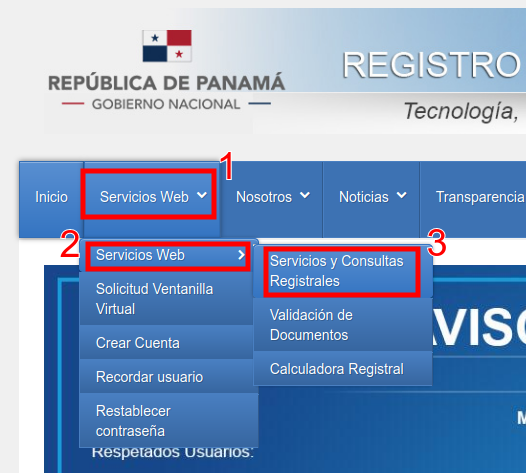 REPÚBLICA DE PANAMÁ
— GOBIERNO NACIONAL —
REGISTRO
Tecnología,
1
Inicio
Servicios Web
Nosotros
Noticias
Transparencia
2
3
Servicios Web
Solicitud Ventanilla
Virtual
Crear Cuenta
Recordar usuario
Restablecer
contraseña
Servicios y Consultas
Registrales
Validación de
Documentos
Calculadora Registral
VISO
M
Respetados Usuarios: